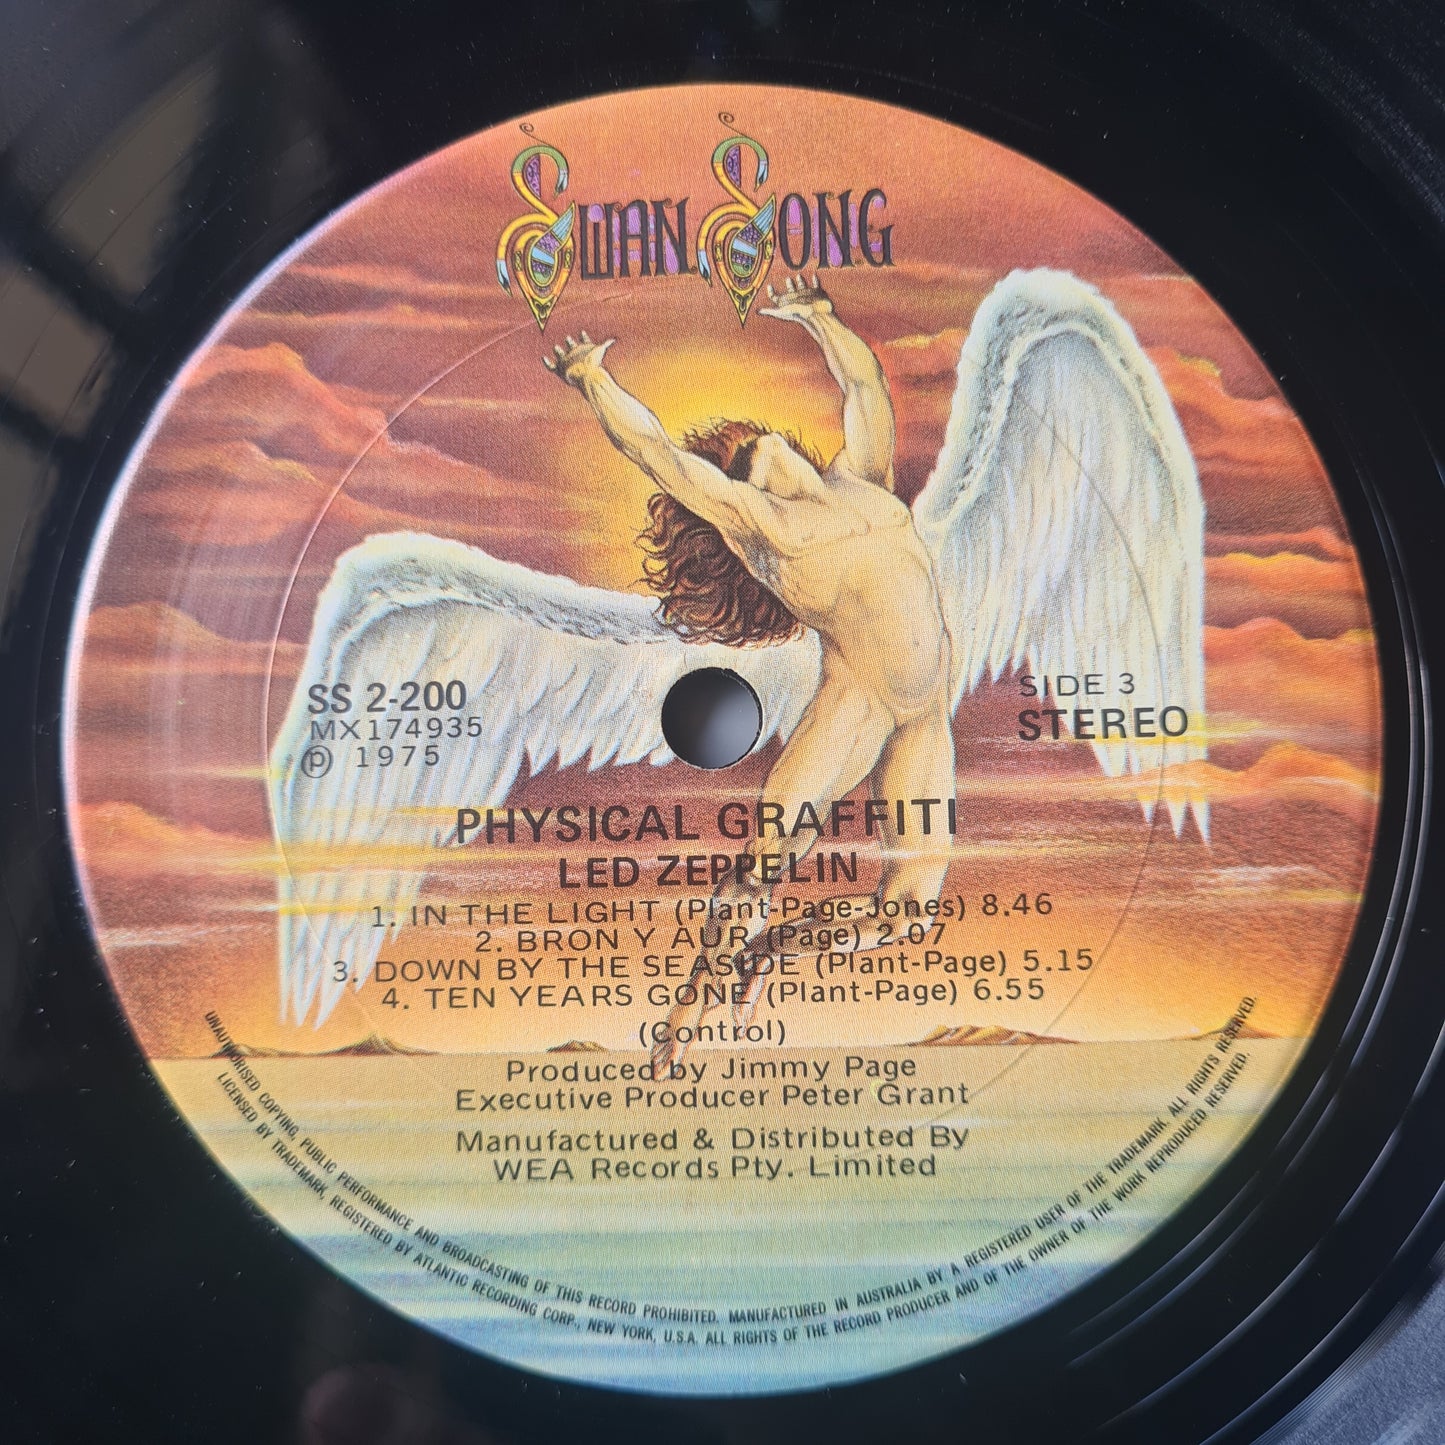 SWAN SONG
SS 2-200
MX174935
℗ 1975
SIDE 3
STEREO
PHYSICAL GRAFFITI
LED ZEPPELIN
1. IN THE LIGHT (Plant-Page-Jones) 8.46
2. BRON Y AUR (Page) 2.07
3. DOWN BY THE SEASIDE (Plant-Page) 5.15
4. TEN YEARS GONE (Plant-Page) 6.55
(Control)
Produced by Jimmy Page
Executive Producer Peter Grant
Manufactured & Distributed By
WEA Records Pty. Limited
UNAUTHORISED COPYING, PUBLIC PERFORMANCE AND BROADCASTING OF THIS RECORD PROHIBITED. MANUFACTURED IN AUSTRALIA BY A REGISTERED USER OF THE TRADEMARK. ALL RIGHTS RESERVED.
LICENSED BY TRADEMARK, REGISTERED BY ATLANTIC RECORDING CORP., NEW YORK, U.S.A. ALL RIGHTS OF THE RECORD PRODUCER AND OF THE OWNER OF THE WORK REPRODUCED RESERVED.